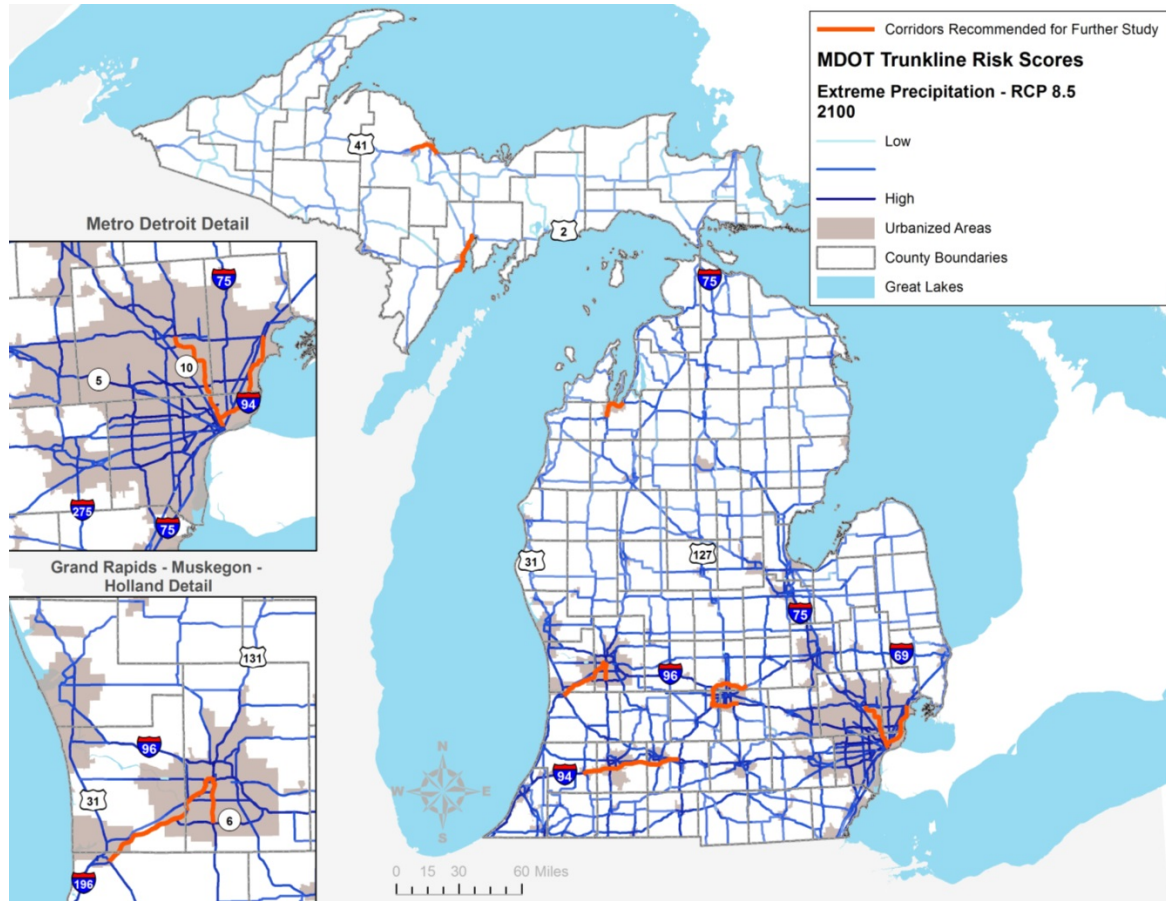 Corridors Recommended for Further Study
MDOT Trunkline Risk Scores
Extreme Precipitation - RCP 8.5
2100
Low
High
Urbanized Areas
County Boundaries
Great Lakes
41
2
75
31
127
75
69
96
94
Metro Detroit Detail
75
5
10
94
275
75
Grand Rapids - Muskegon -
Holland Detail
131
96
31
6
196
N
W E
S
0 15 30 60 Miles